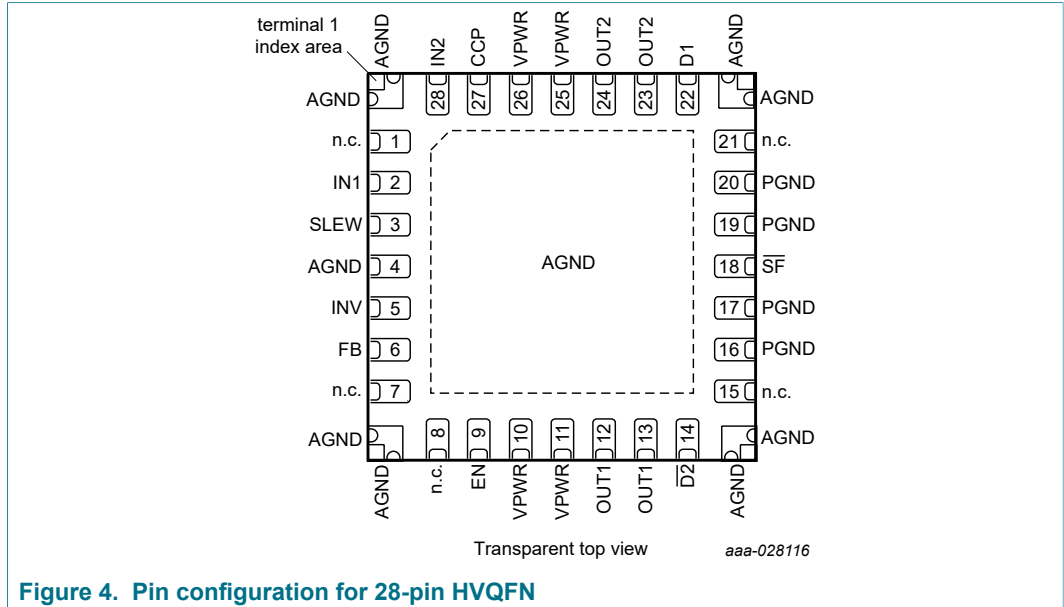 terminal 1
index area
AGND
IN2
CCP
VPWR
VPWR
OUT2
OUT2
D1
AGND
AGND
28
27
26
25
24
23
22
AGND
n.c. 1
21 n.c.
IN1 2
20 PGND
SLEW 3
19 PGND
AGND 4
AGND
18 S̅F̅
INV 5
17 PGND
FB 6
16 PGND
n.c. 7
15 n.c.
AGND
8
9
10
11
12
13
14
AGND
AGND
n.c.
EN
VPWR
VPWR
OUT1
OUT1
D̅2̅
AGND
Transparent top view
aaa-028116
Figure 4. Pin configuration for 28-pin HVQFN